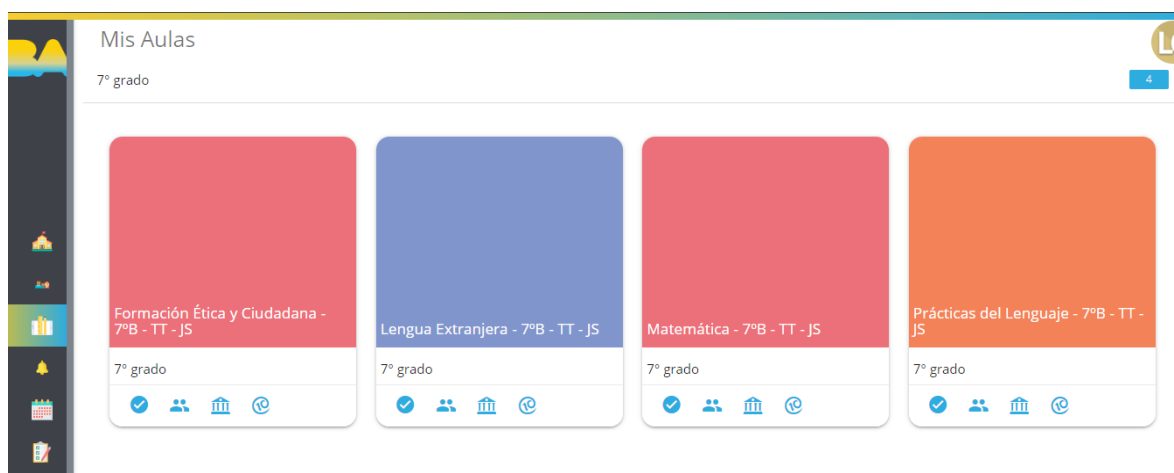 BA
Mis Aulas
7° grado
4
Formación Ética y Ciudadana -
7ºB - TT - JS
Lengua Extranjera - 7ºB - TT - JS
Matemática - 7ºB - TT - JS
Prácticas del Lenguaje - 7ºB - TT -
JS
7° grado
7° grado
7° grado
7° grado